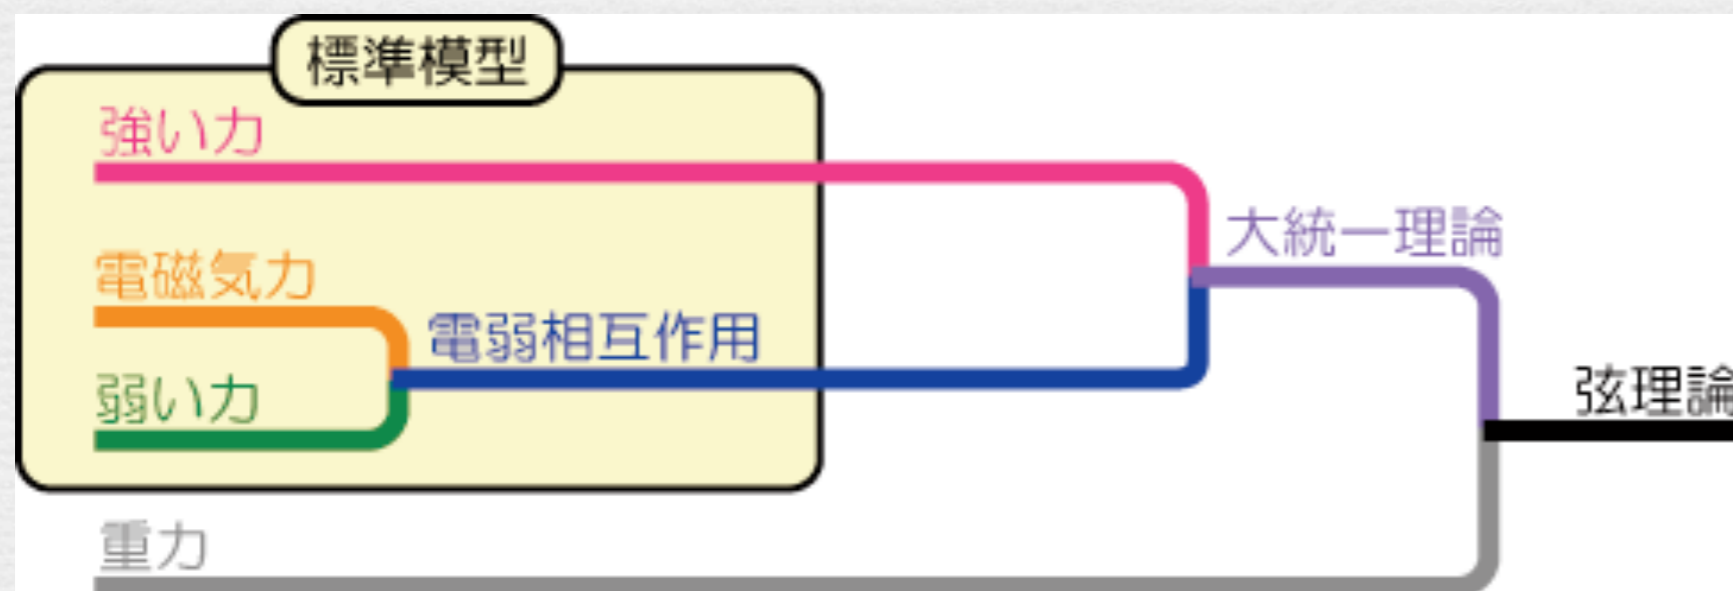 標準模型
強い力
電磁気力
弱い力
電弱相互作用
大統一理論
弦理論
重力